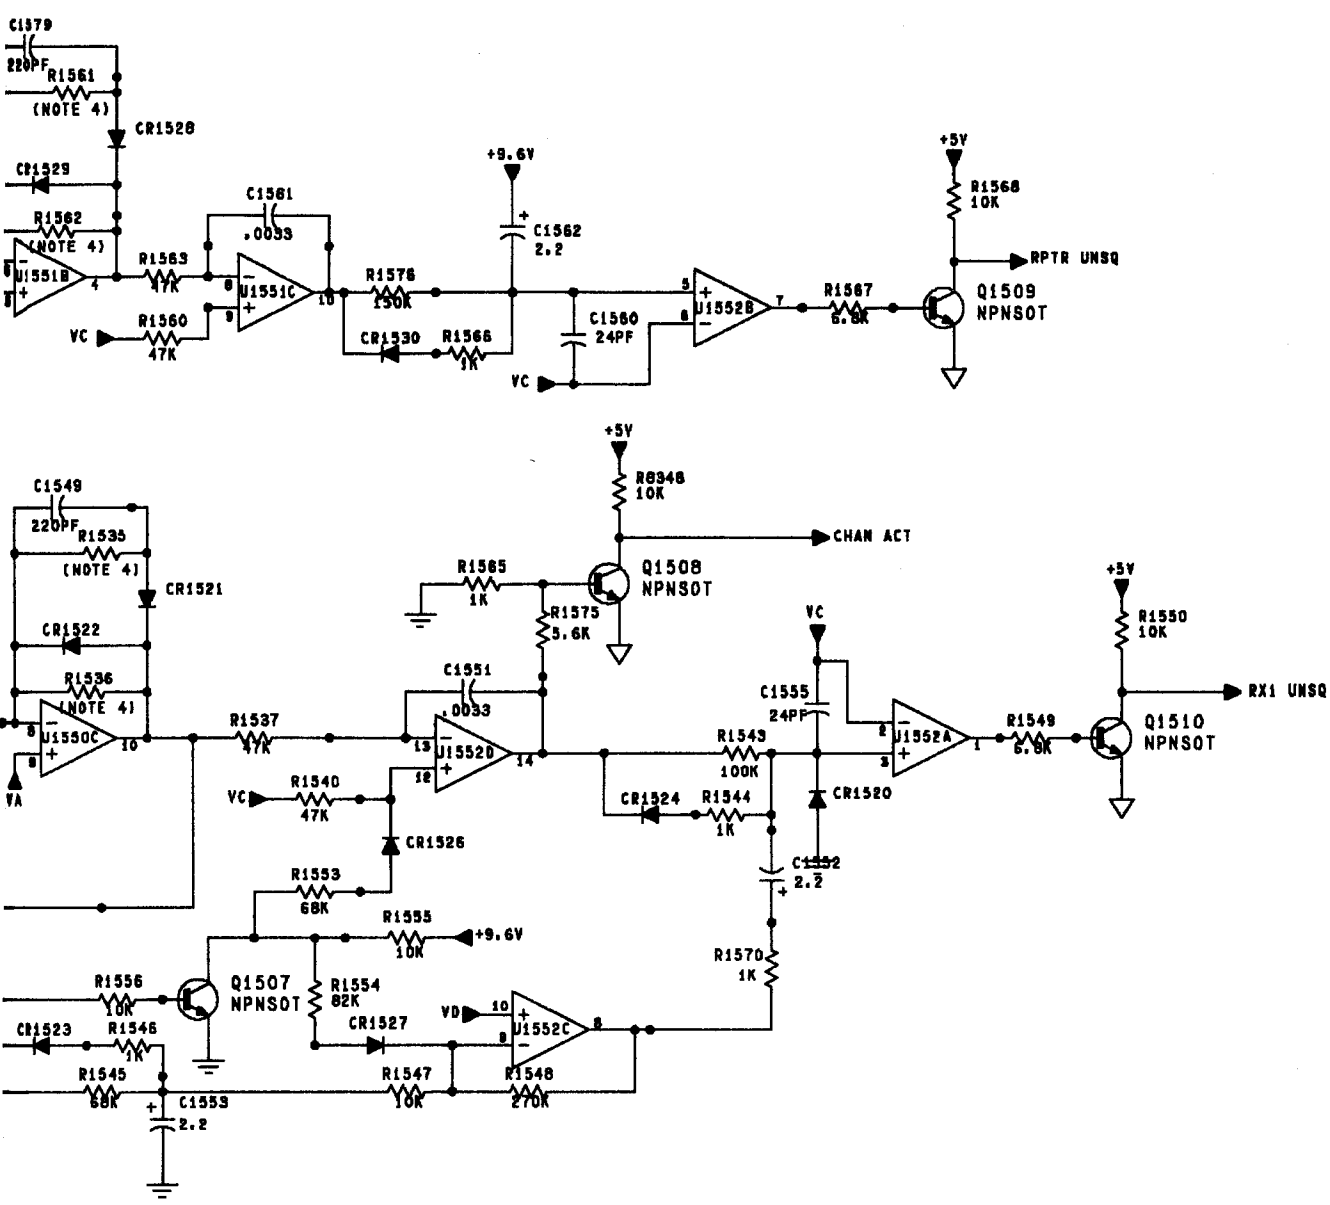 C1579
220PF
R1561
(NOTE 4)
CR1528
CR1529
R1562
(NOTE 4)
U1551B
4
R1563
47K
VC
R1560
47K
C1561
.0033
8
9
U1551C
10
R1576
150K
CR1530
R1566
1K
+9.6V
+
C1562
2.2
C1560
24PF
VC
5
6
U1552B
7
R1567
6.8K
+5V
R1568
10K
RPTR UNSQ
Q1509
NPNSOT
+5V
R8348
10K
CHAN ACT
Q1508
NPNSOT
R1565
1K
R1575
5.6K
C1549
220PF
R1535
(NOTE 4)
CR1521
CR1522
R1536
(NOTE 4)
8
9
U1550C
10
VA
R1537
47K
C1551
.0033
13
12
U1552D
14
VC
R1540
47K
CR1526
R1553
68K
R1543
100K
CR1524
R1544
1K
VC
C1555
24PF
2
3
U1552A
1
R1549
6.8K
+5V
R1550
10K
RX1 UNSQ
Q1510
NPNSOT
CR1520
C1552
2.2
+
R1570
1K
R1555
10K
+9.6V
R1556
10K
Q1507
NPNSOT
R1554
82K
CR1527
VD
10
9
U1552C
8
CR1523
R1546
1K
R1545
68K
+
C1553
2.2
R1547
10K
R1548
270K